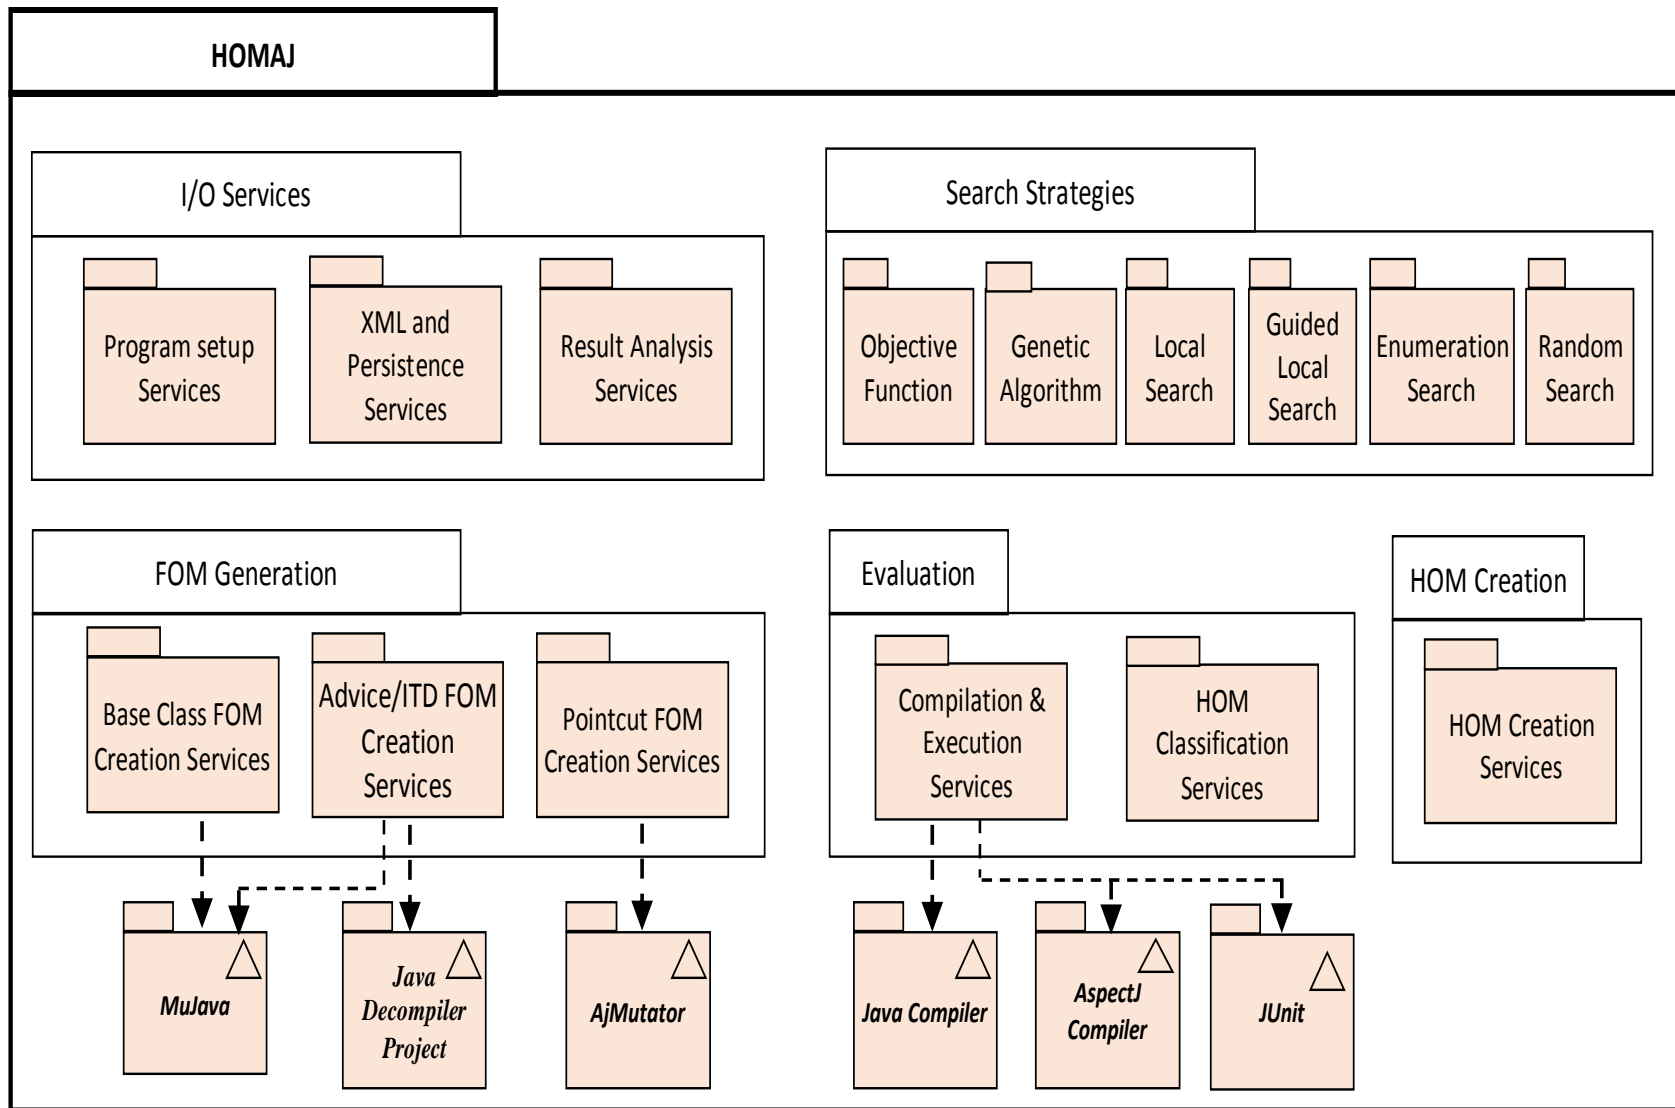 HOMAJ
I/O Services
Program setup
Services
XML and
Persistence
Services
Result Analysis
Services
Search Strategies
Objective
Function
Genetic
Algorithm
Local
Search
Guided
Local
Search
Enumeration
Search
Random
Search
FOM Generation
Base Class FOM
Creation Services
Advice/ITD FOM
Creation
Services
Pointcut FOM
Creation Services
Evaluation
Compilation &
Execution
Services
HOM
Classification
Services
HOM Creation
HOM Creation
Services
MuJava
Java
Decompiler
Project
AjMutator
Java Compiler
AspectJ
Compiler
JUnit